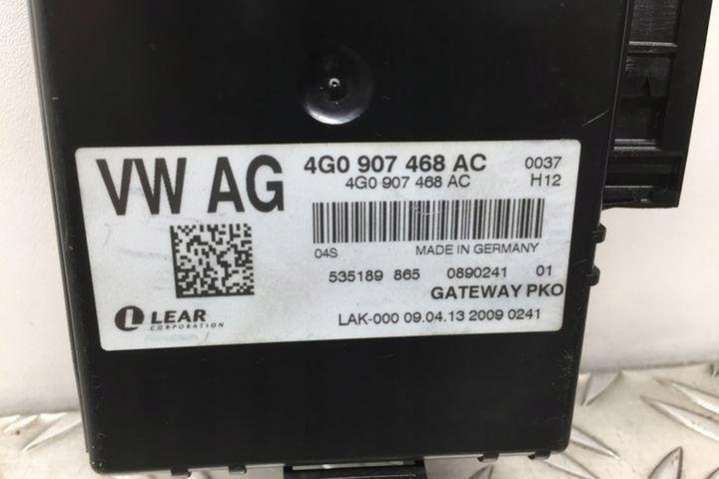 VW AG
4G0 907 468 AC 0037
4G0 907 468 AC H12
04S MADE IN GERMANY
535189 865 0890241 01
GATEWAY PKO
LEAR
CORPORATION
LAK-000 09.04.13 2009 0241